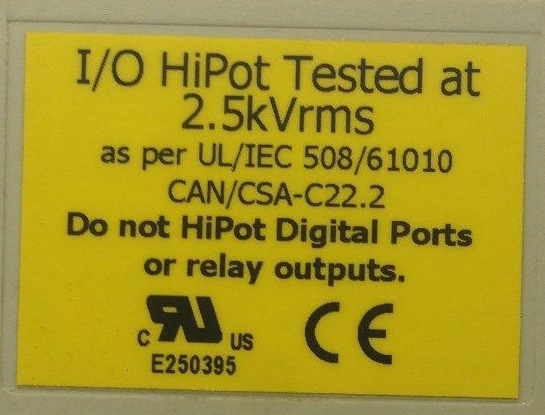 I/O HiPot Tested at
2.5kVrms
as per UL/IEC 508/61010
CAN/CSA-C22.2
Do not HiPot Digital Ports
or relay outputs.
C RU US CE
E250395